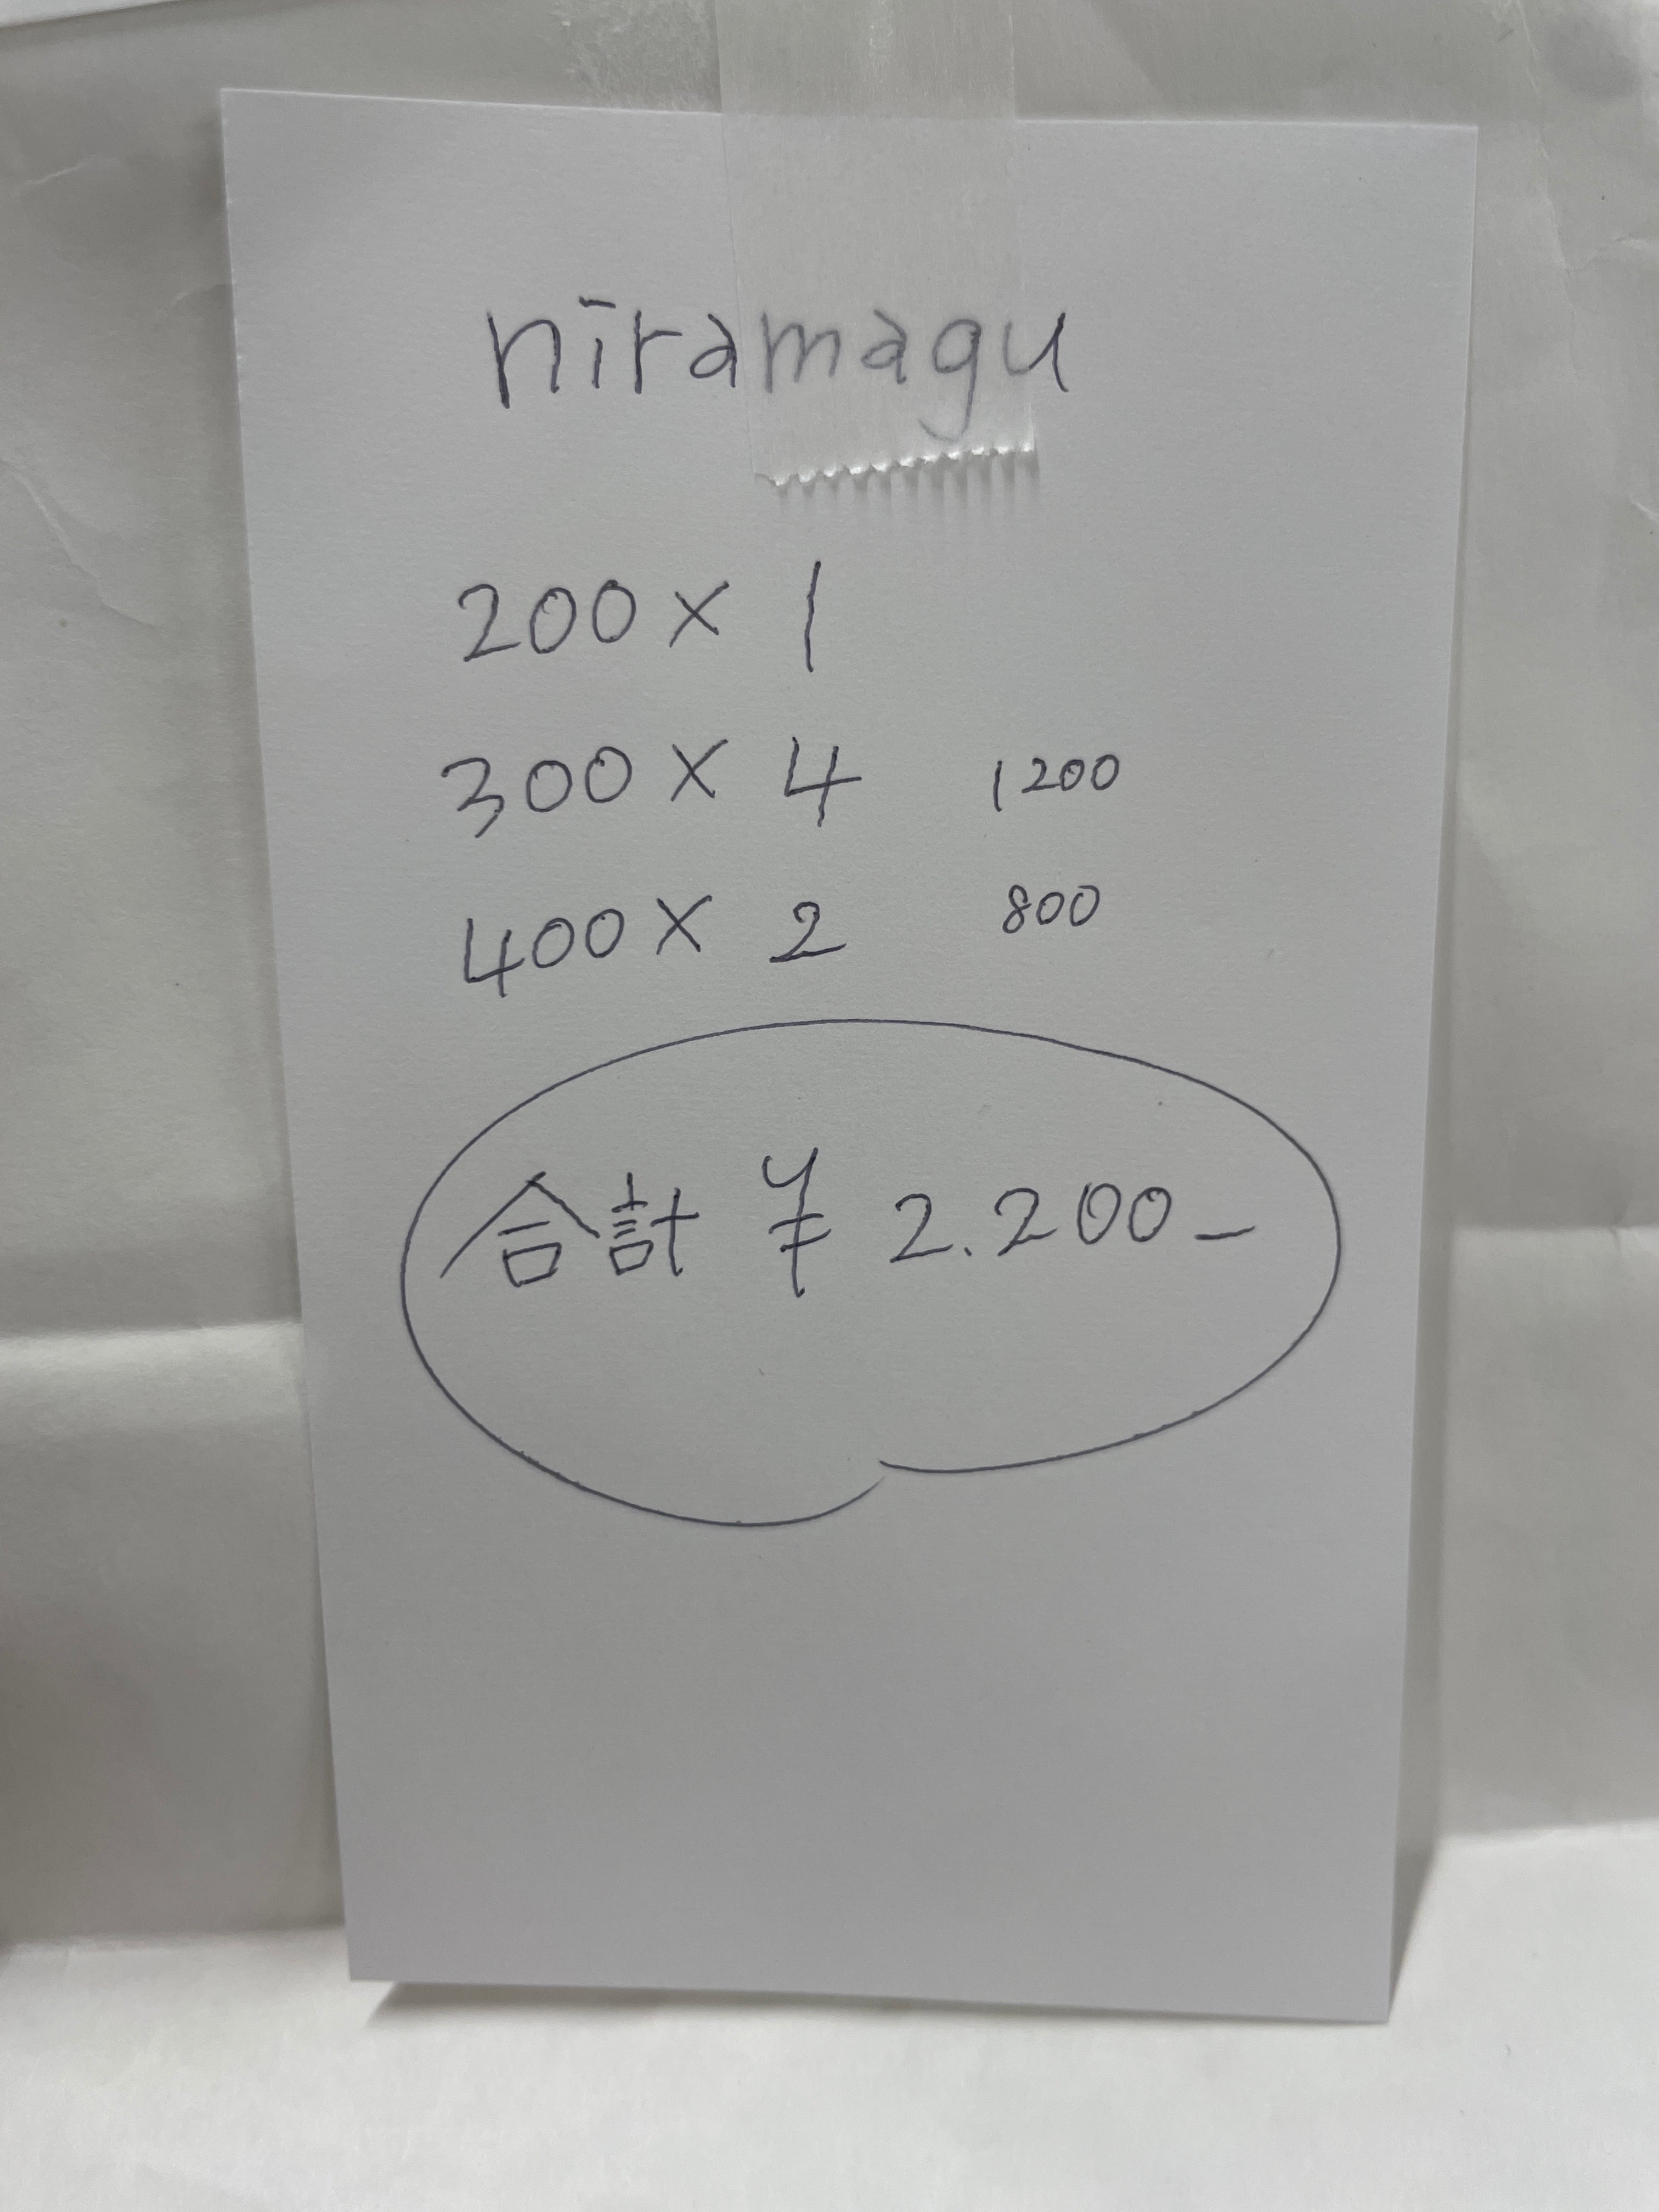 niramagu
200 × 1
300 × 4 1200
400 × 2 800
合計 ¥ 2.200-